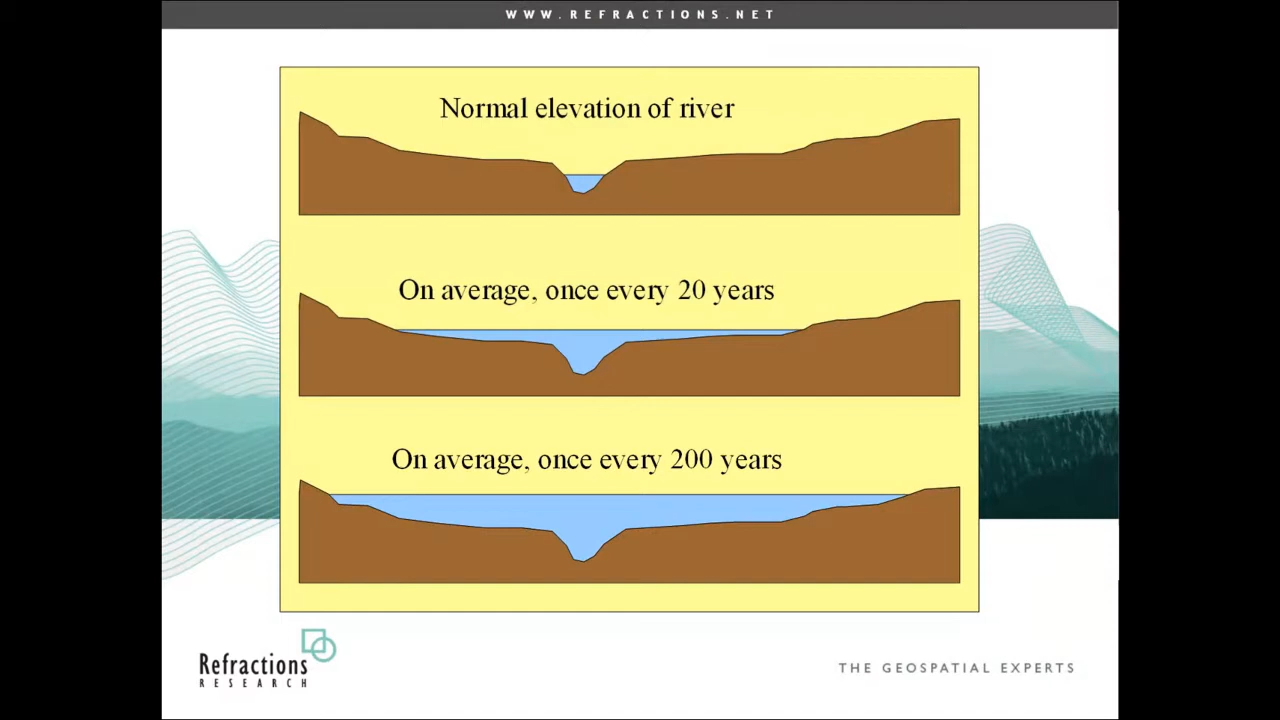 WWW.REFRACTIONS.NET
Normal elevation of river
On average, once every 20 years
On average, once every 200 years
Refractions
RESEARCH
THE GEOSPATIAL EXPERTS